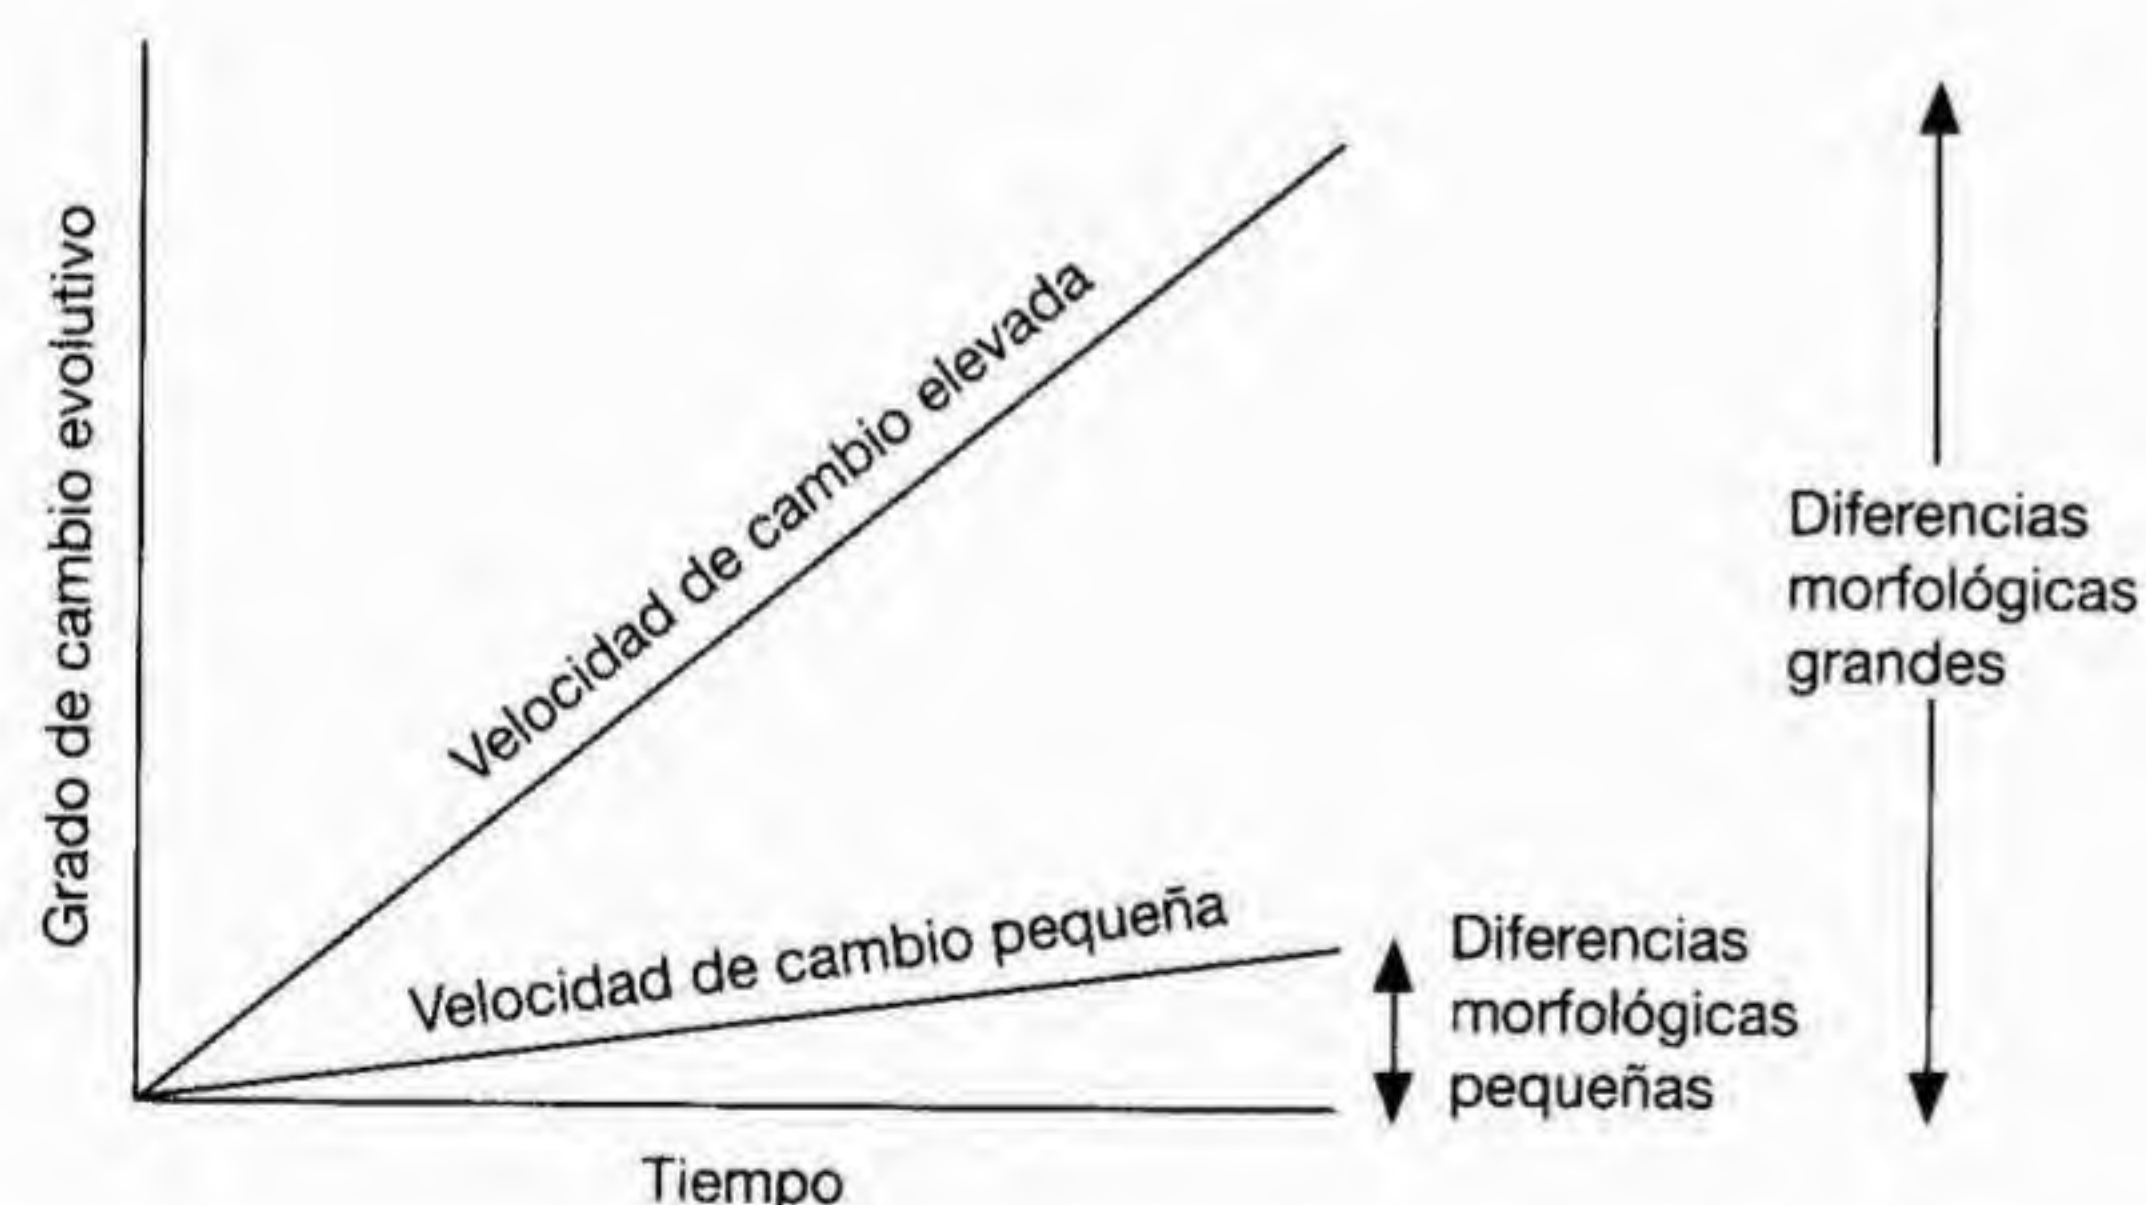 Grado de cambio evolutivo
Velocidad de cambio elevada
Velocidad de cambio pequeña
Tiempo
Diferencias
morfológicas
pequeñas
Diferencias
morfológicas
grandes